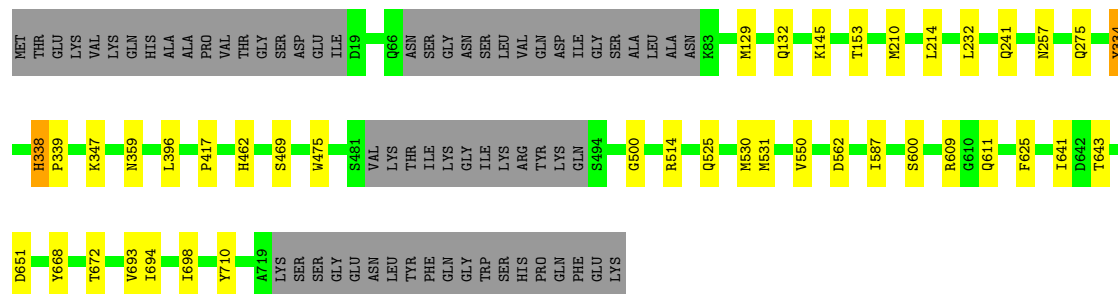 MET THR GLU LYS VAL LYS GLN HIS ALA ALA PRO VAL THR GLY SER ASP GLU ILE D19 Q66 ASN SER GLY ASN SER LEU VAL GLN ASP ILE GLY SER ALA LEU ALA ASN K83 M129 Q132 K145 T153 M210 L214 L232 Q241 N257 Q275
H338 P339 K347 N359 L396 P417 H462 S469 W475 S481 VAL LYS THR ILE LYS GLY ILE LYS ARG TYR LYS GLN S494 G500 R514 Q525 M530 M531 V550 D562 I587 S600 R609 G610 Q611 F625 I641 D642 T643
D651 Y668 T672 V693 I694 I698 Y710 A719 LYS SER SER GLY GLU ASN LEU TYR PHE GLN GLY TRP SER HIS PRO GLN PHE GLU LYS